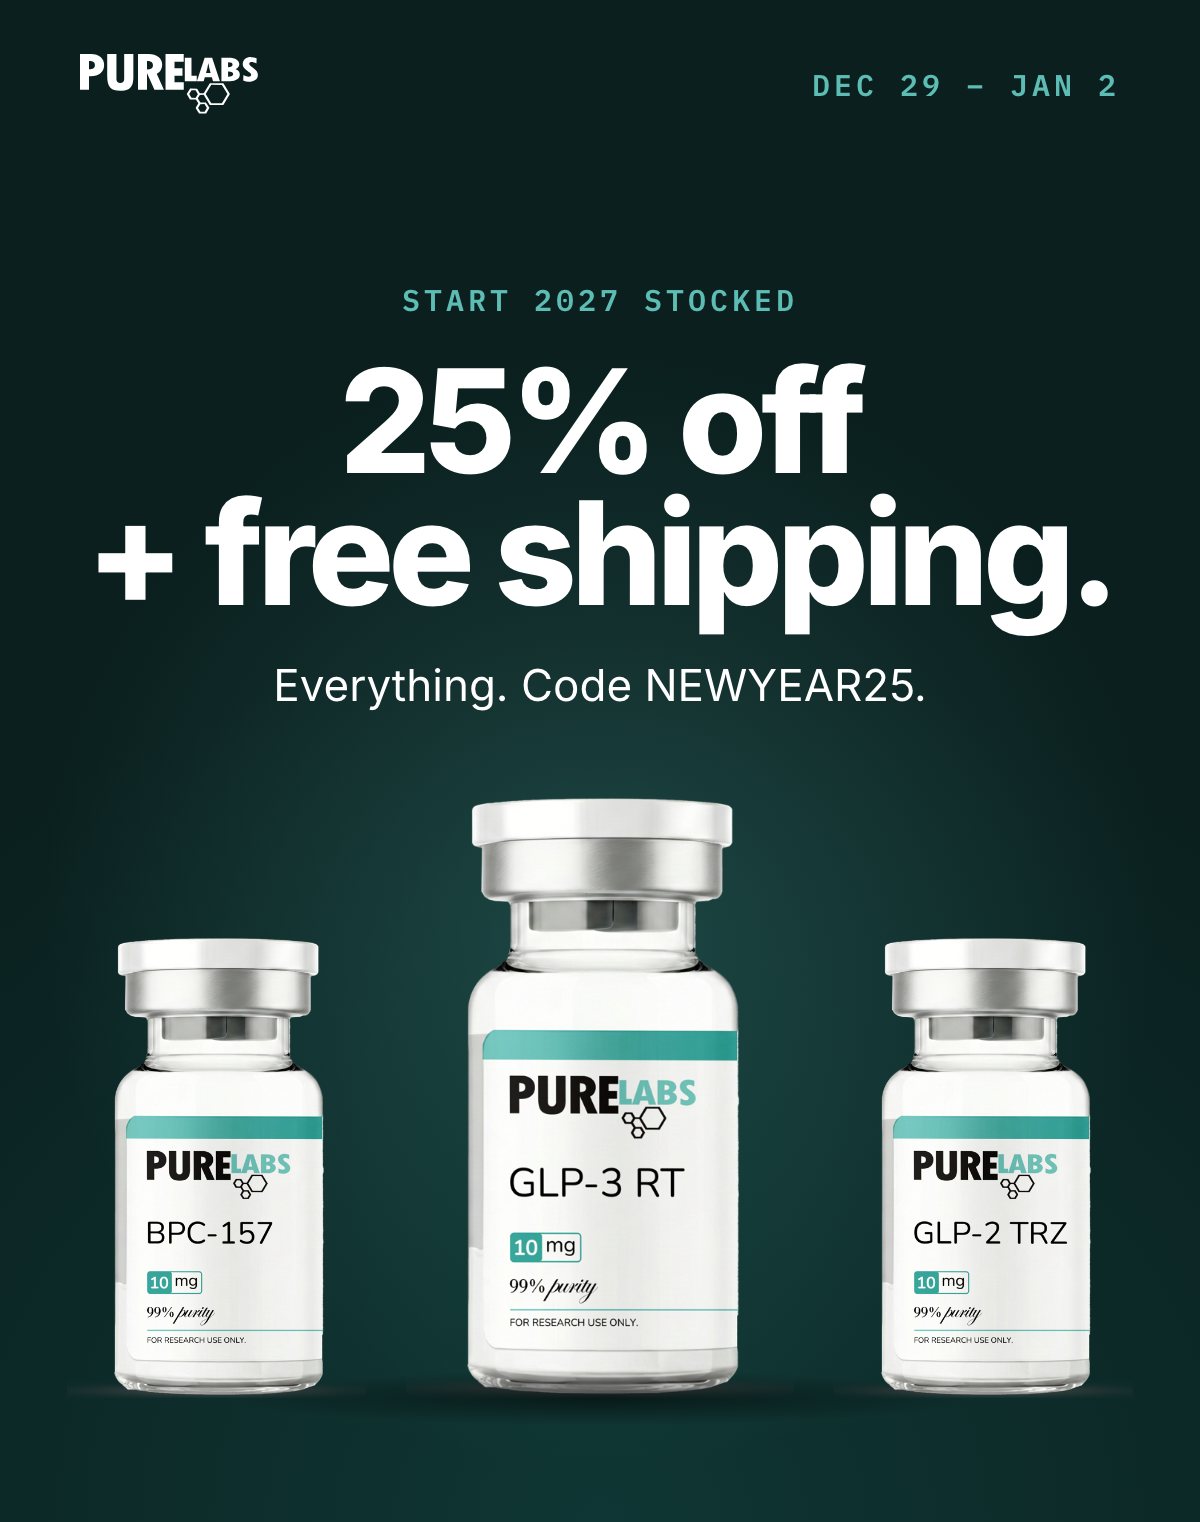 PURELABS
DEC 29 – JAN 2
START 2027 STOCKED
25% off
+ free shipping.
Everything. Code NEWYEAR25.
PURELABS
BPC-157
10 mg
99% purity
FOR RESEARCH USE ONLY.
PURELABS
GLP-3 RT
10 mg
99% purity
FOR RESEARCH USE ONLY.
PURELABS
GLP-2 TRZ
10 mg
99% purity
FOR RESEARCH USE ONLY.